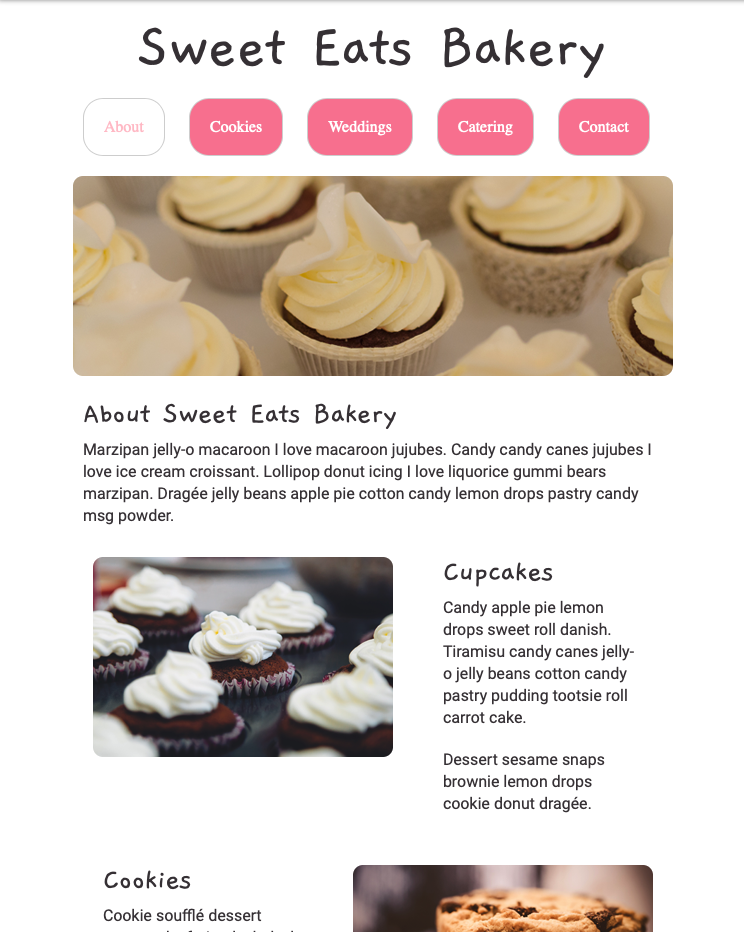 Sweet Eats Bakery
About
Cookies
Weddings
Catering
Contact
About Sweet Eats Bakery
Marzipan jelly-o macaroon I love macaroon jujubes. Candy candy canes jujubes I
love ice cream croissant. Lollipop donut icing I love liquorice gummi bears
marzipan. Dragée jelly beans apple pie cotton candy lemon drops pastry candy
msg powder.
Cupcakes
Candy apple pie lemon
drops sweet roll danish.
Tiramisu candy canes jelly-
o jelly beans cotton candy
pastry pudding tootsie roll
carrot cake.
Dessert sesame snaps
brownie lemon drops
cookie donut dragée.
Cookies
Cookie soufflé dessert